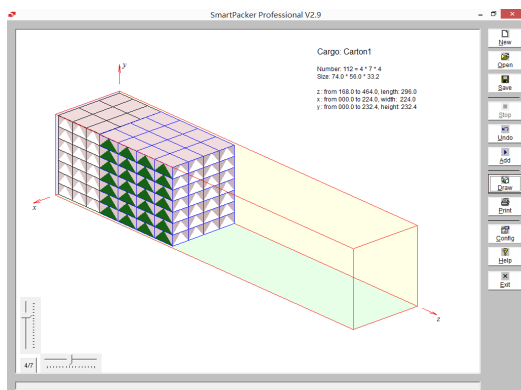 SmartPacker Professional V2.9
Cargo: Carton1
Number: 112 = 4 * 7 * 4
Size: 74.0 * 56.0 * 33.2
z : from 168.0 to 464.0, length: 296.0
x : from 000.0 to 224.0, width: 224.0
y : from 000.0 to 232.4, height: 232.4
y
x
z
4/7
New
Open
Save
Stop
Undo
Add
Draw
Print
Config
Help
Exit